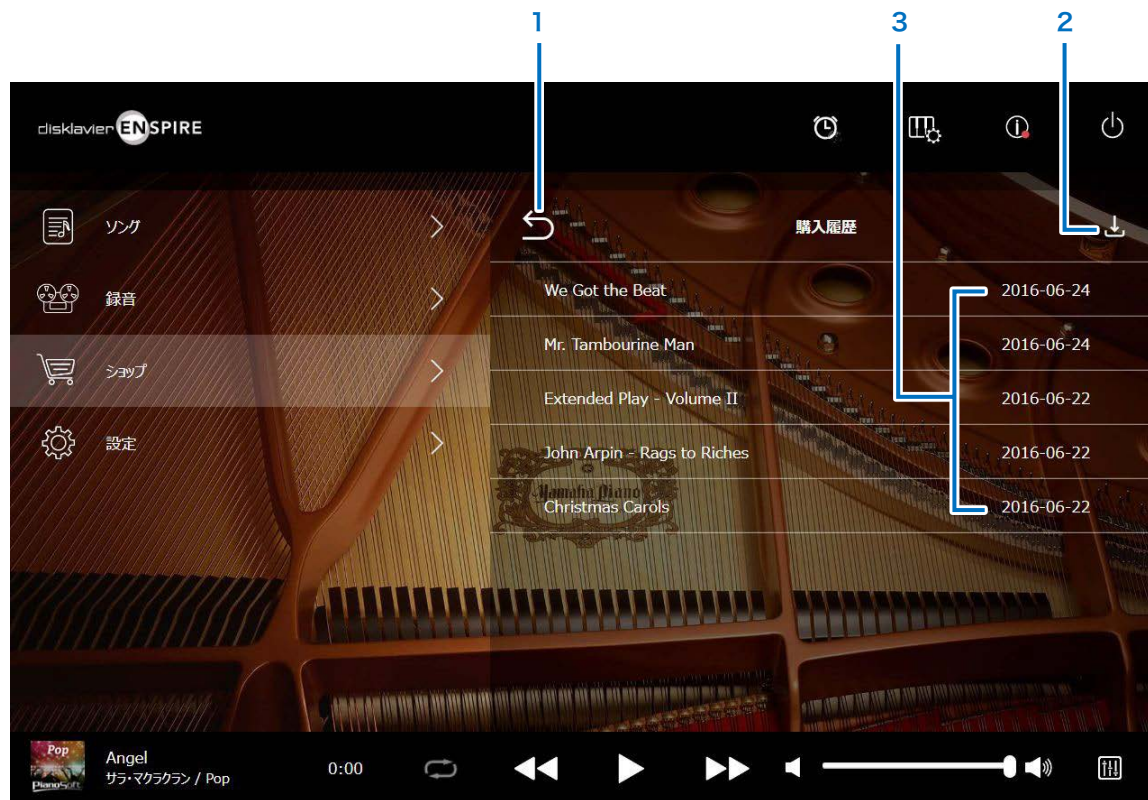 1
3
2
disklavier ENSPIRE
ソング
録音
ショップ
設定
購入履歴
We Got the Beat 2016-06-24
Mr. Tambourine Man 2016-06-24
Extended Play - Volume II 2016-06-22
John Arpin - Rags to Riches 2016-06-22
Christmas Carols 2016-06-22
Yamaha Piano
Pop
PianoSoft
Angel
サラ・マクラクラン / Pop
0:00